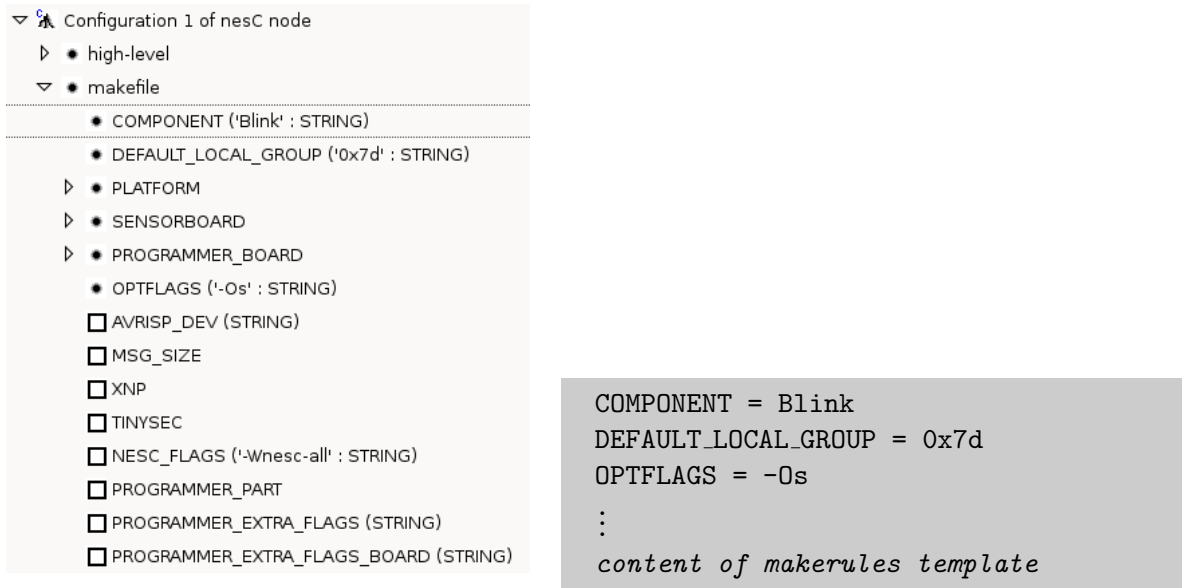 Configuration 1 of nesC node
high-level
makefile
COMPONENT ('Blink' : STRING)
DEFAULT_LOCAL_GROUP ('0x7d' : STRING)
PLATFORM
SENSORBOARD
PROGRAMMER_BOARD
OPTFLAGS ('-Os' : STRING)
AVRISP_DEV (STRING)
MSG_SIZE
XNP
TINYSEC
NESC_FLAGS ('-Wnesc-all' : STRING)
PROGRAMMER_PART
PROGRAMMER_EXTRA_FLAGS (STRING)
PROGRAMMER_EXTRA_FLAGS_BOARD (STRING)
COMPONENT = Blink
DEFAULT_LOCAL_GROUP = 0x7d
OPTFLAGS = -Os
⋮
content of makerules template